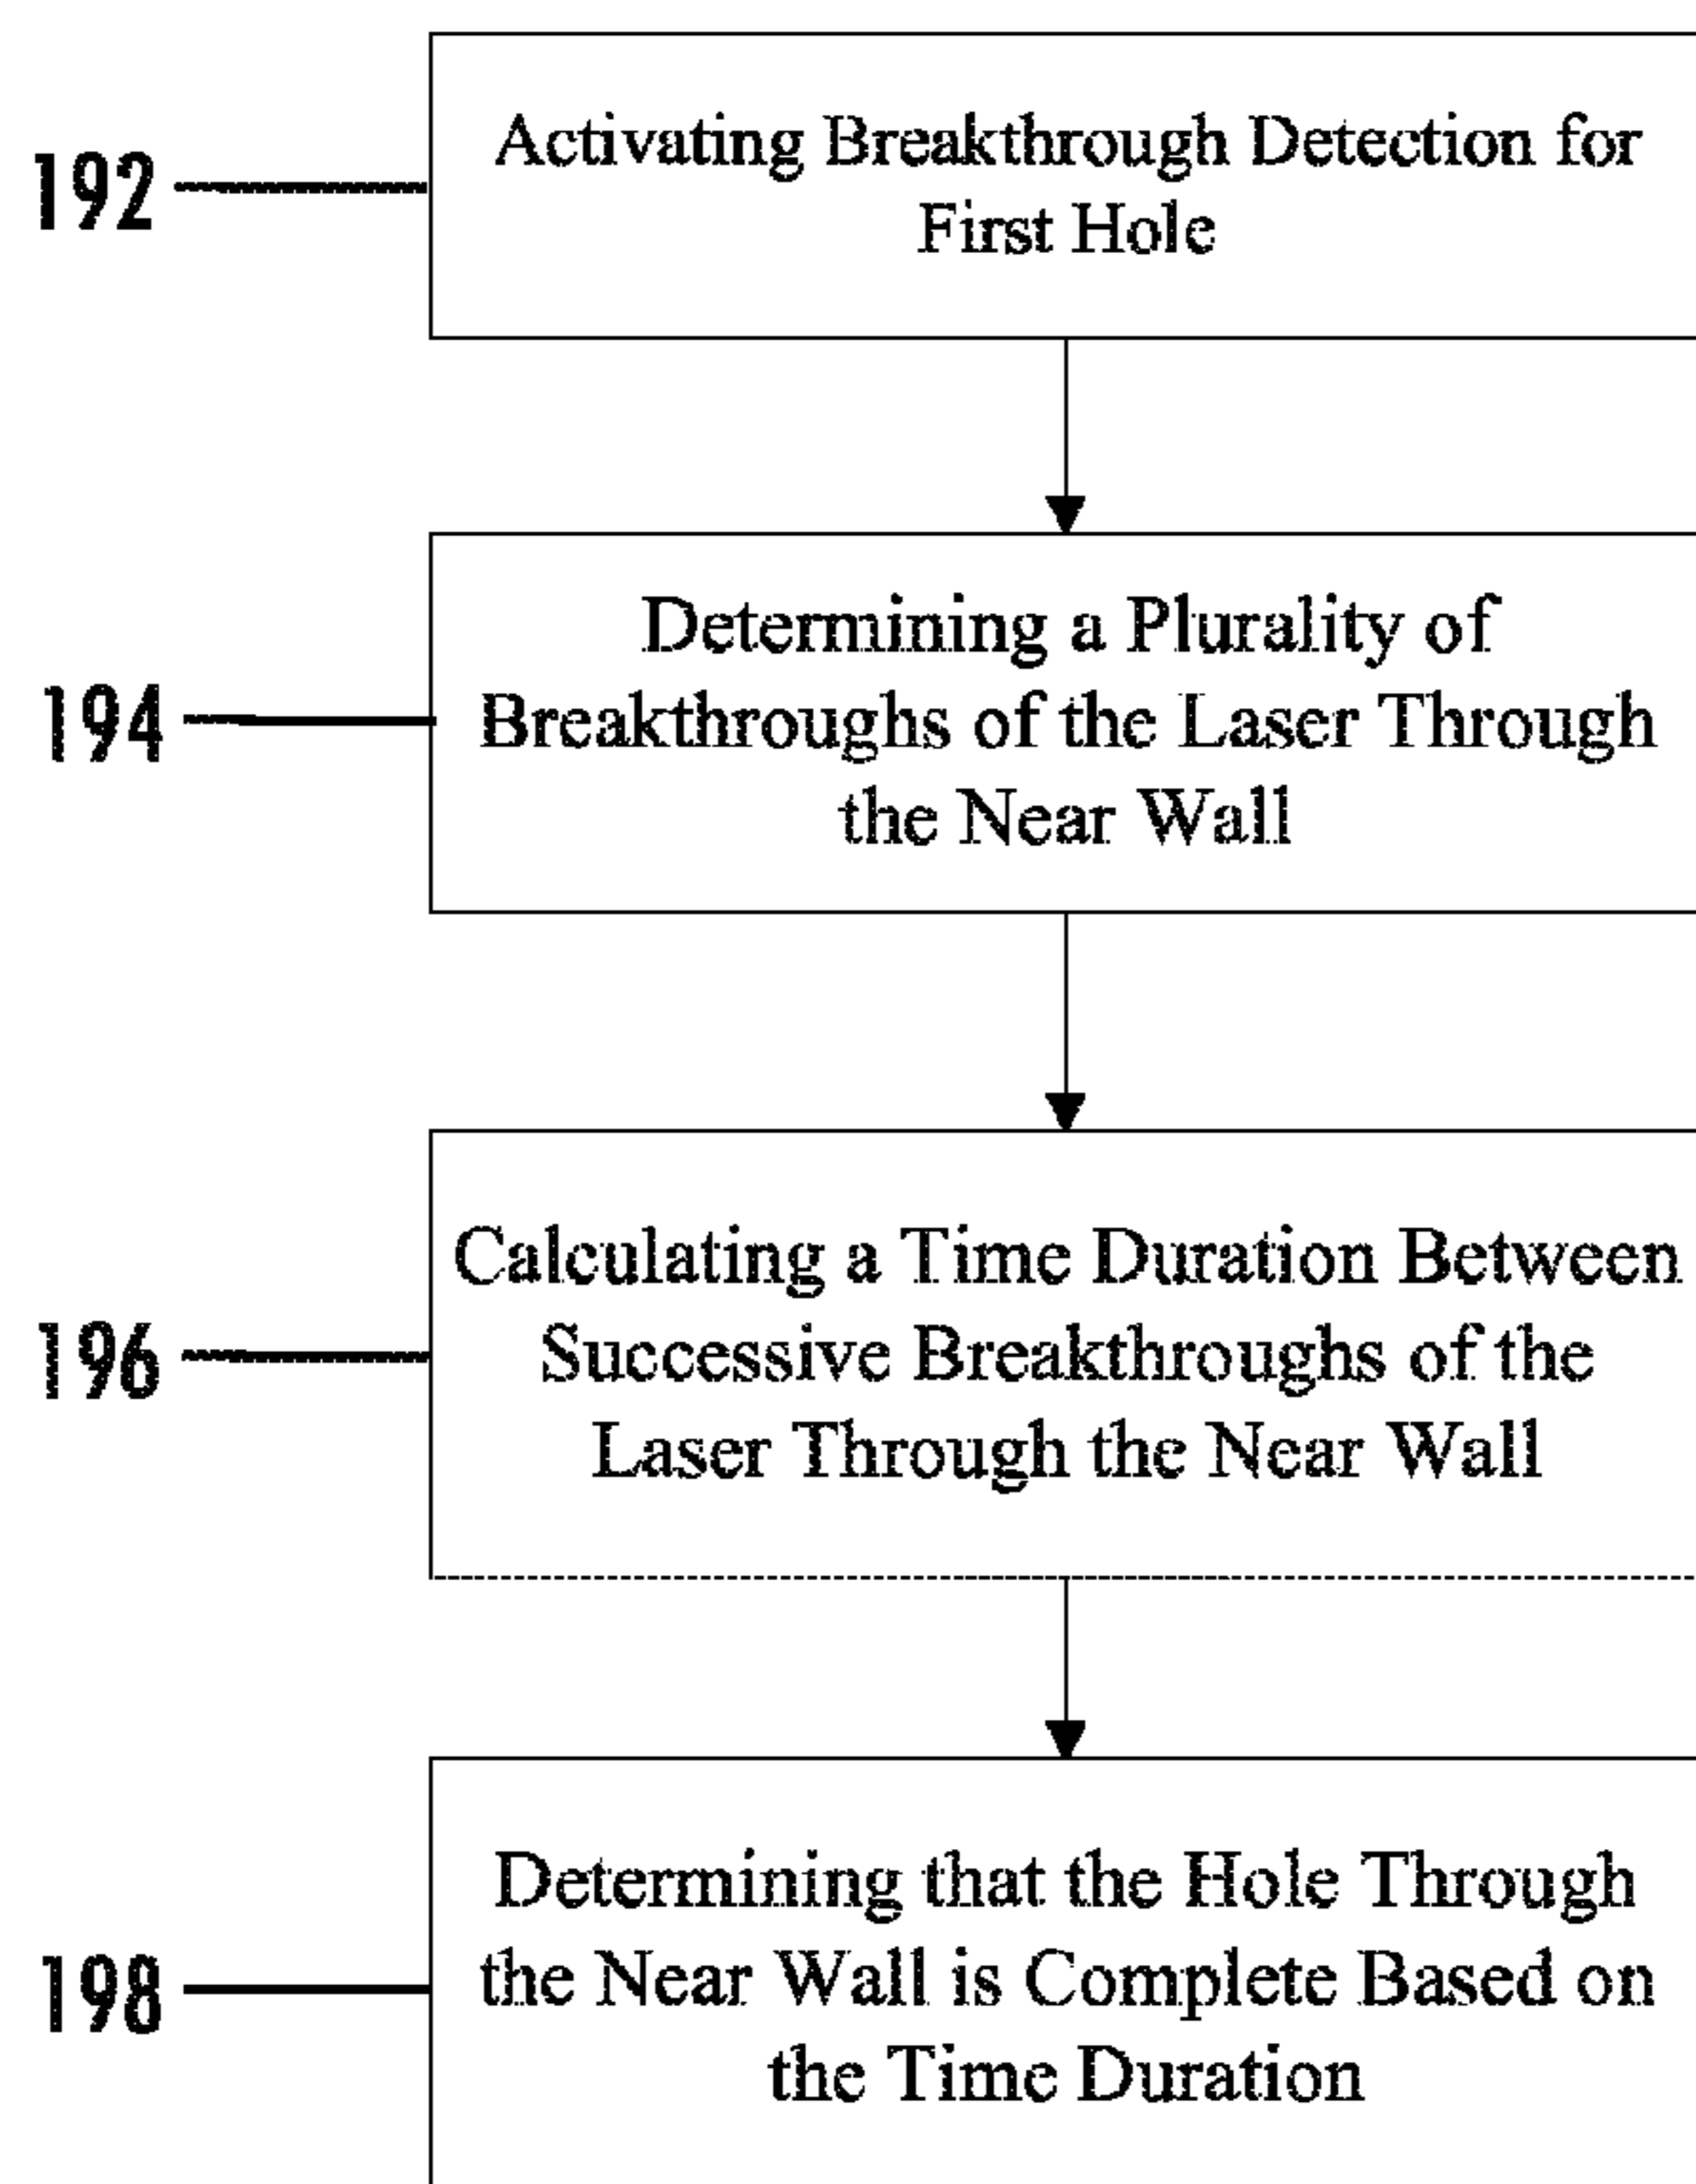 192
Activating Breakthrough Detection for
First Hole
194
Determining a Plurality of
Breakthroughs of the Laser Through
the Near Wall
196
Calculating a Time Duration Between
Successive Breakthroughs of the
Laser Through the Near Wall
198
Determining that the Hole Through
the Near Wall is Complete Based on
the Time Duration